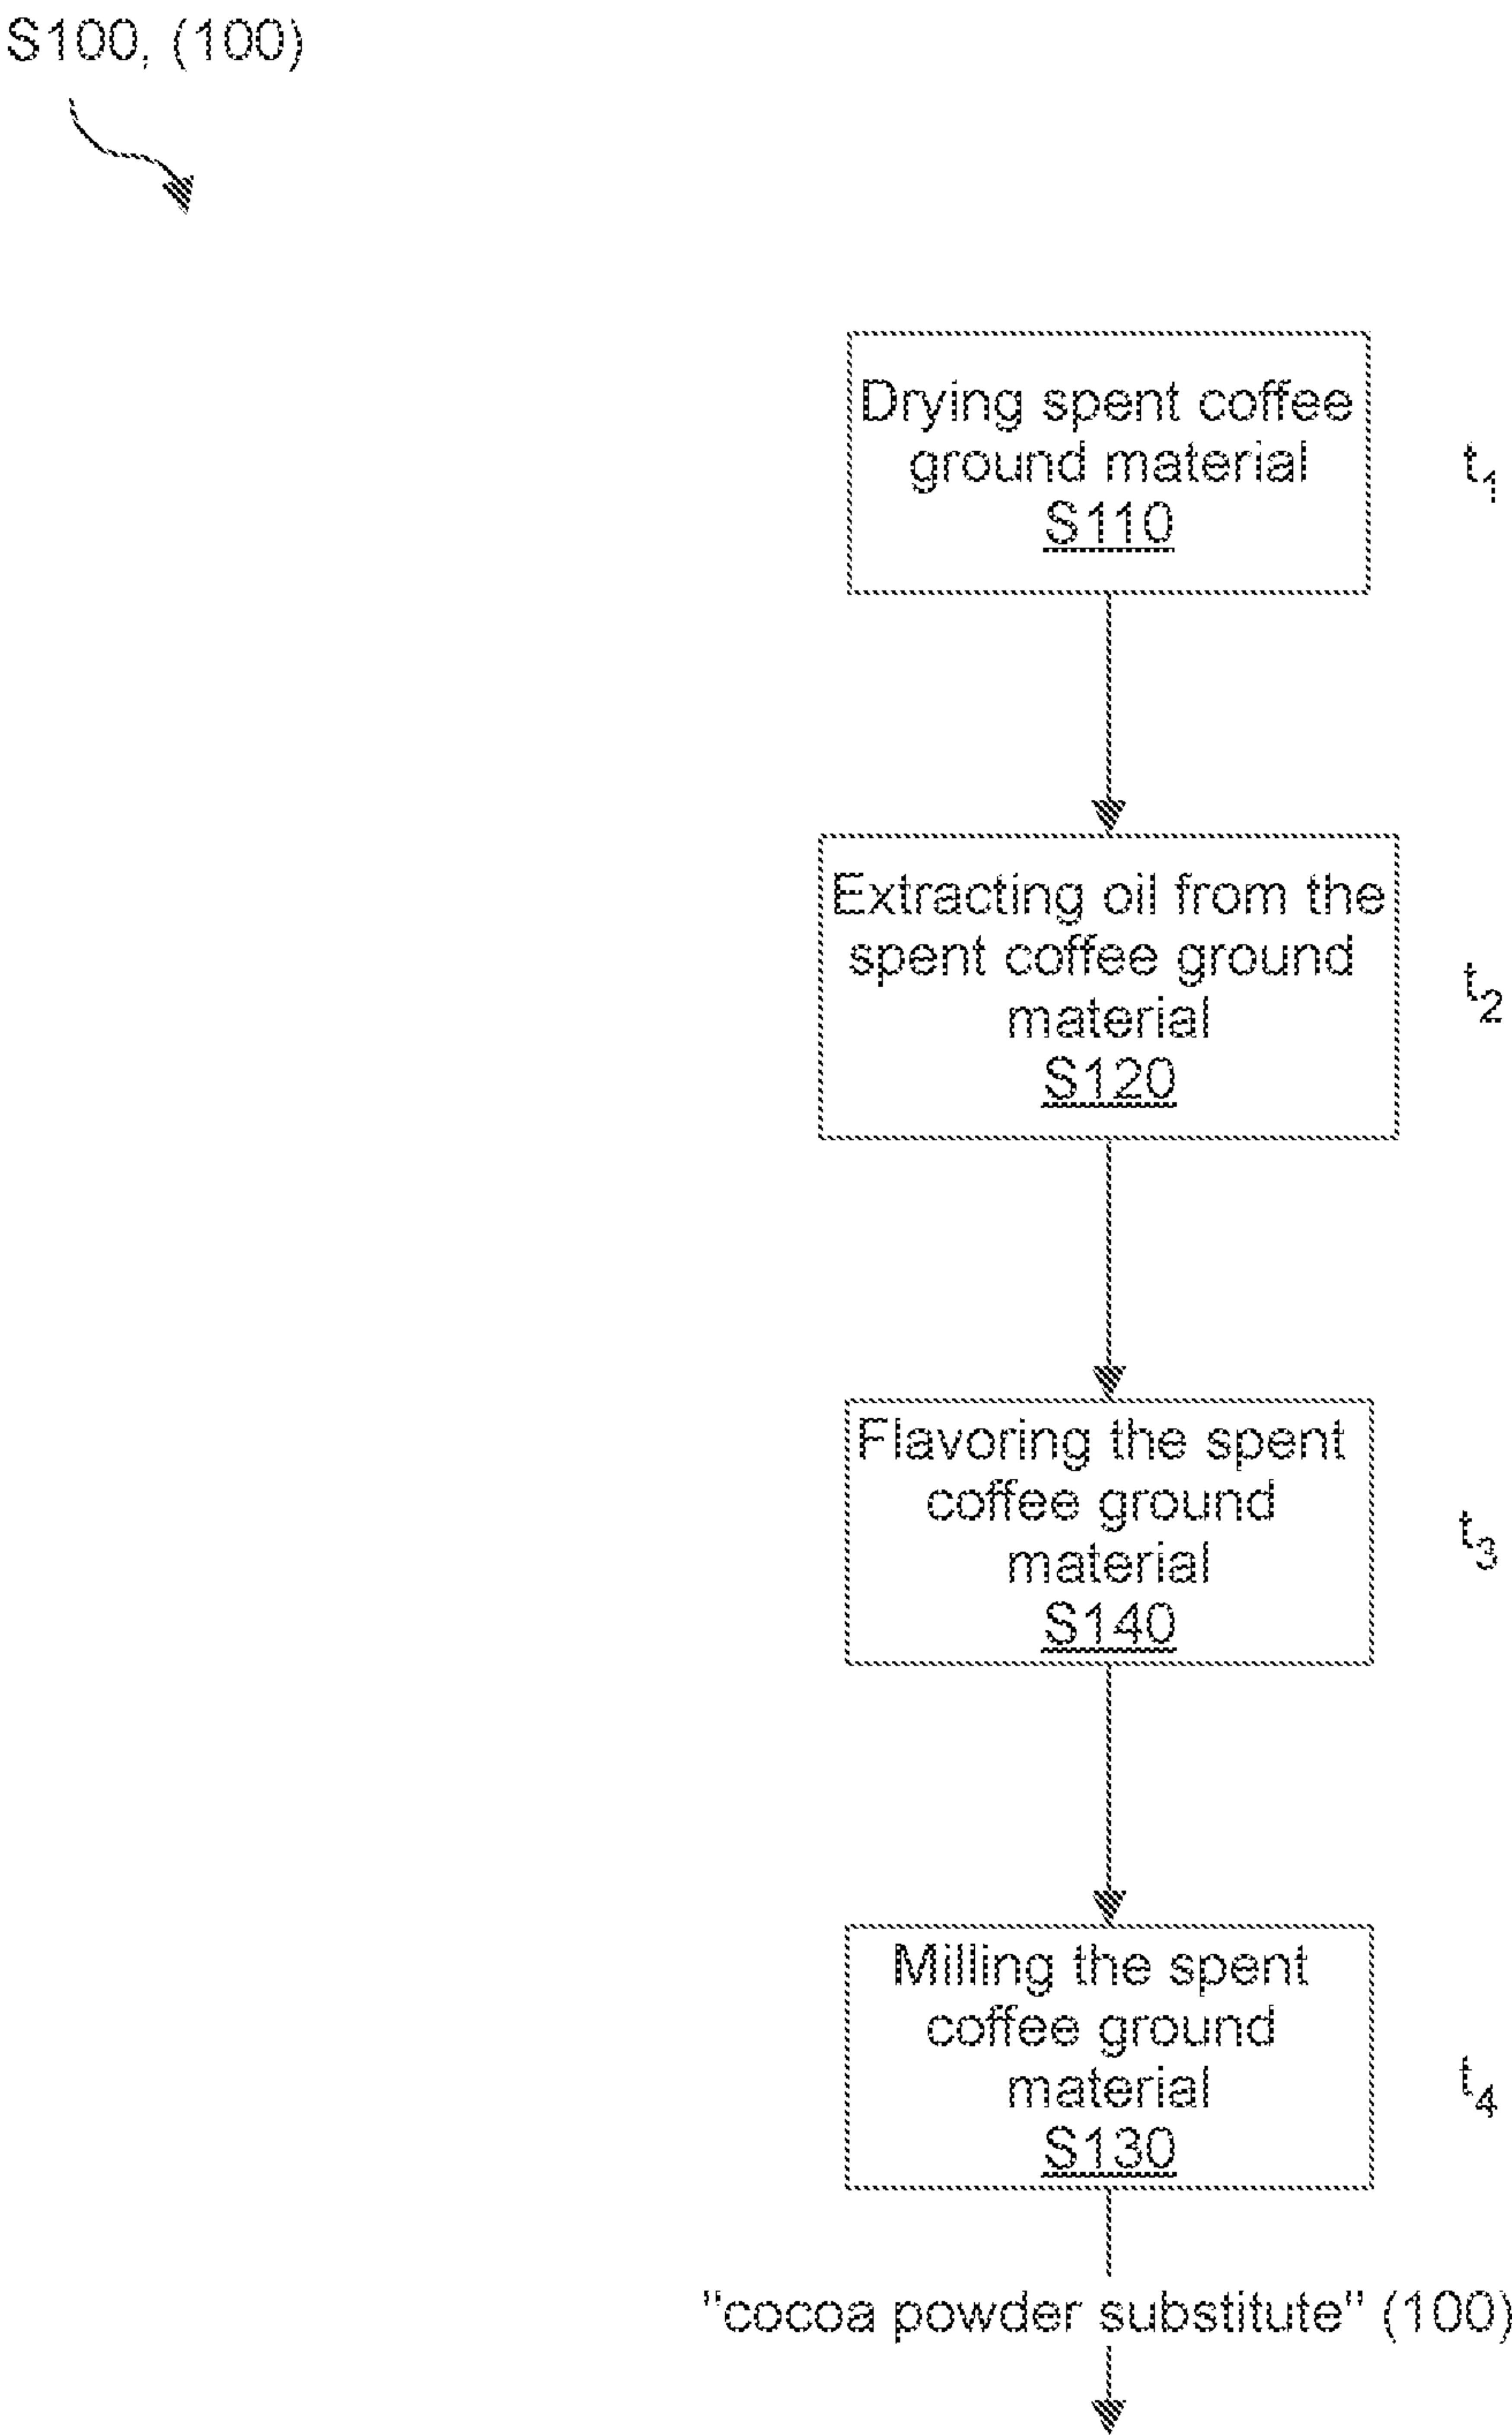 S100, (100)
Drying spent coffee
ground material
S110
t1
Extracting oil from the
spent coffee ground
material
S120
t2
Flavoring the spent
coffee ground
material
S140
t3
Milling the spent
coffee ground
material
S130
t4
"cocoa powder substitute" (100)